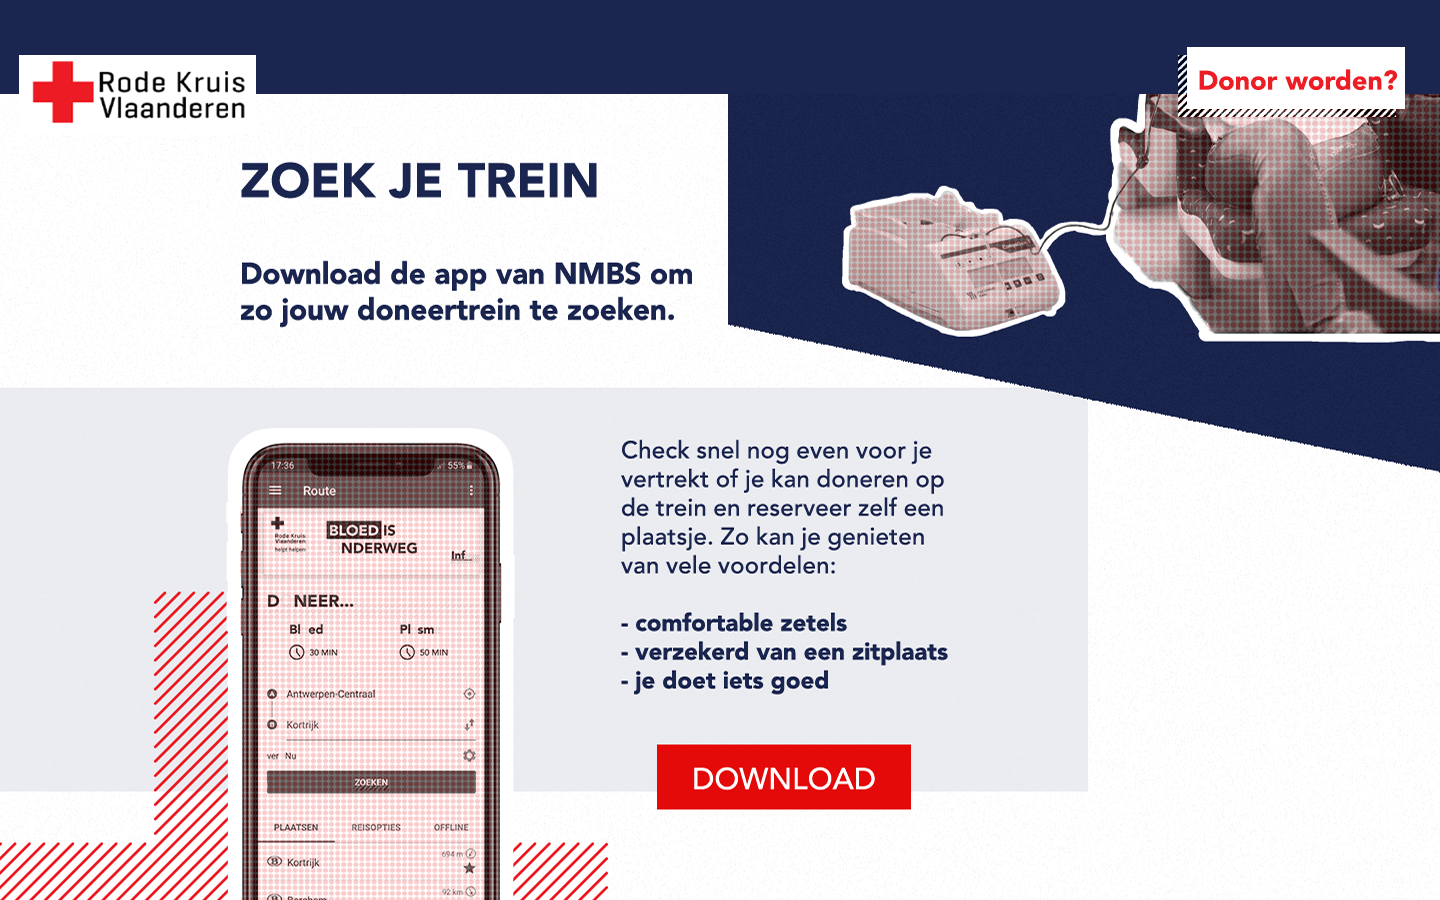 Rode Kruis
Vlaanderen
Donor worden?
ZOEK JE TREIN
Download de app van NMBS om
zo jouw doneertrein te zoeken.
17:36
55%
Route
Rode Kruis
Vlaanderen
helpt helpen
BLOED IS
NDERWEG
Inf
D NEER...
Bl ed
Pl sm
30 MIN
50 MIN
A Antwerpen-Centraal
B Kortrijk
ver Nu
ZOEKEN
PLAATSEN REISOPTIES OFFLINE
Kortrijk
694 m
92 km
Berchem
Check snel nog even voor je
vertrekt of je kan doneren op
de trein en reserveer zelf een
plaatsje. Zo kan je genieten
van vele voordelen:
- comfortable zetels
- verzekerd van een zitplaats
- je doet iets goed
DOWNLOAD